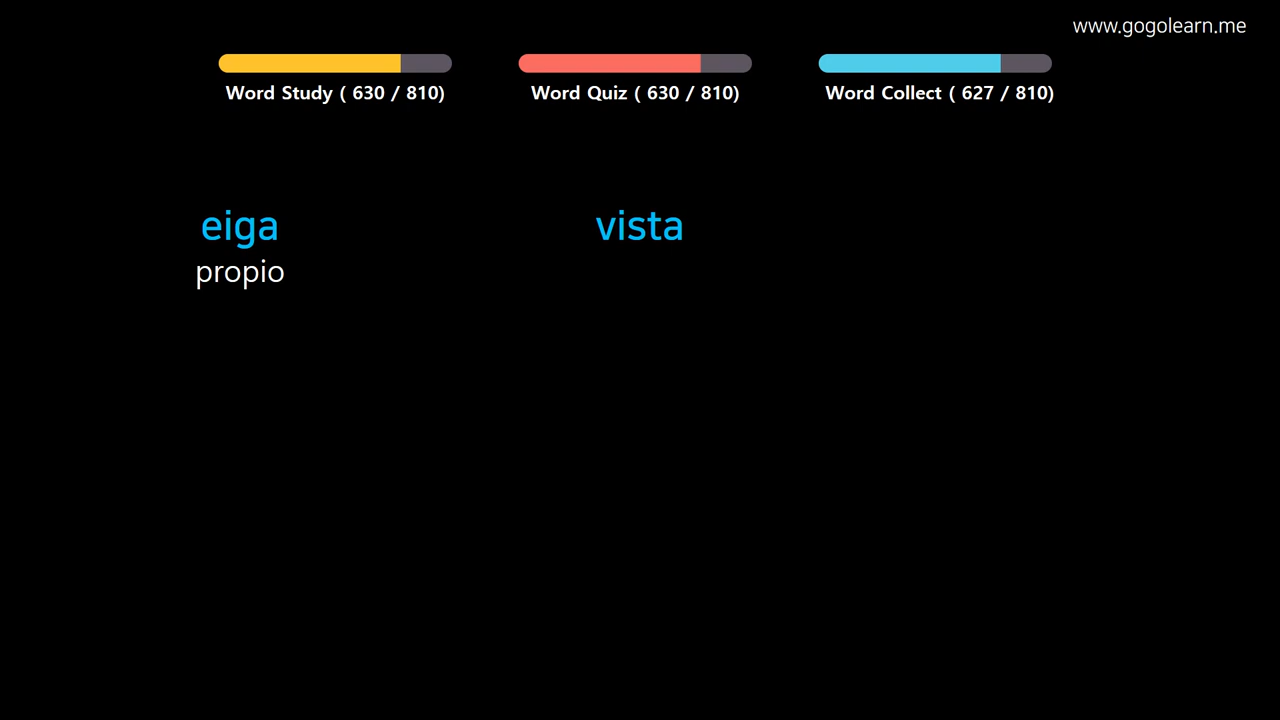 www.gogolearn.me
Word Study ( 630 / 810)
Word Quiz ( 630 / 810)
Word Collect ( 627 / 810)
eiga
propio
vista